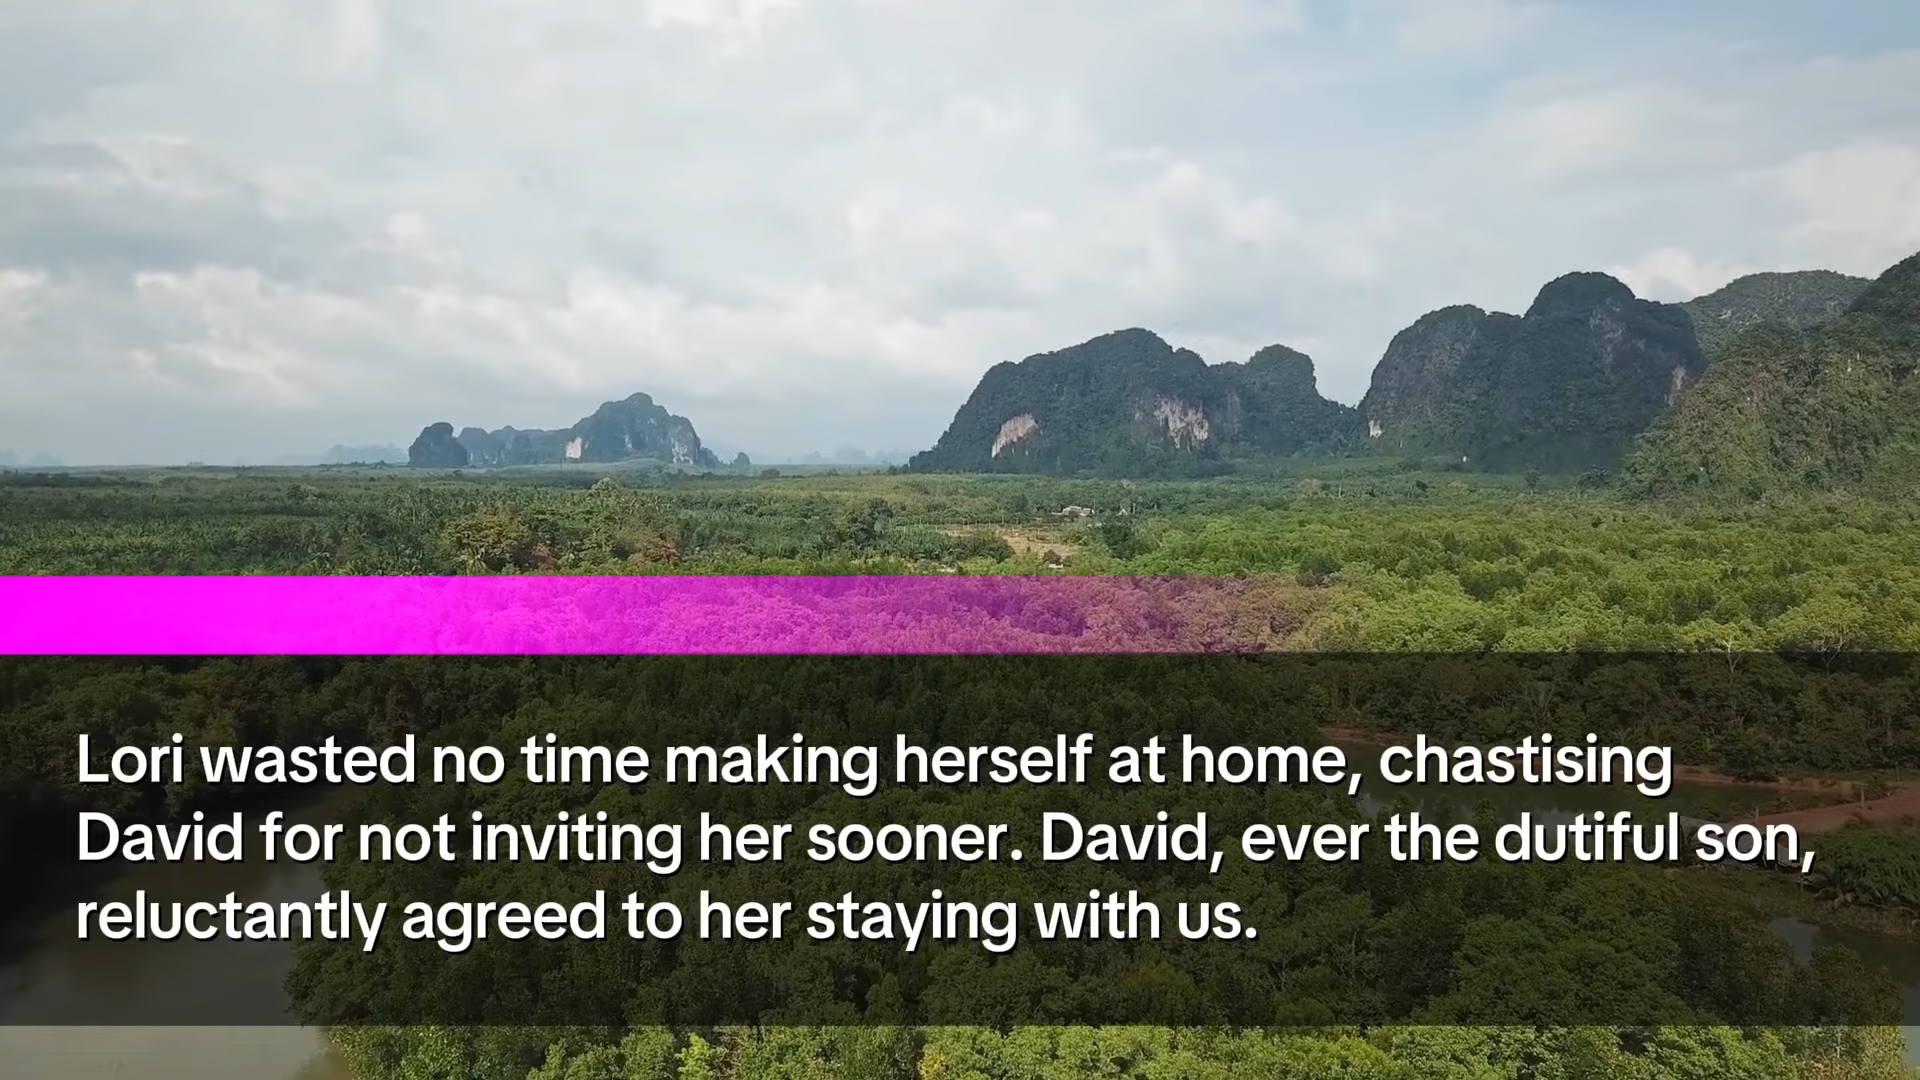 Lori wasted no time making herself at home, chastising
David for not inviting her sooner. David, ever the dutiful son,
reluctantly agreed to her staying with us.